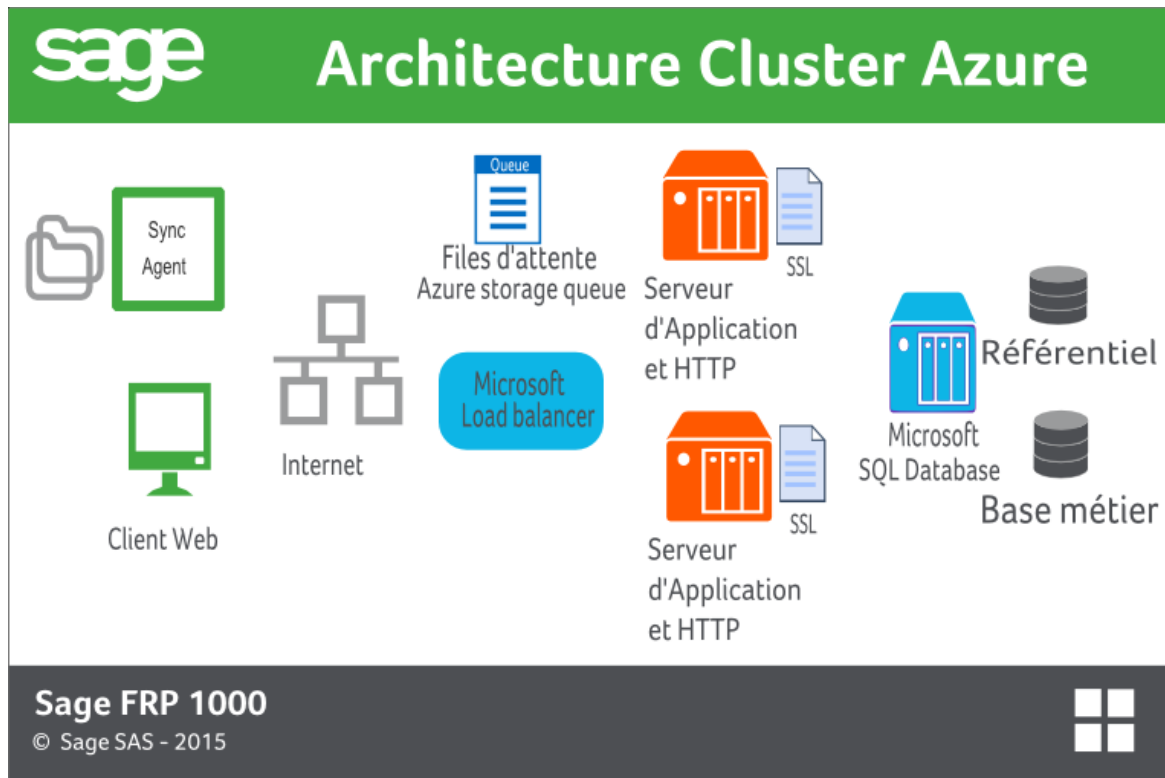 sage
Architecture Cluster Azure
Sync
Agent
Client Web
Internet
Queue
Files d'attente
Azure storage queue
Microsoft
Load balancer
SSL
Serveur
d'Application
et HTTP
SSL
Serveur
d'Application
et HTTP
Microsoft
SQL Database
Référentiel
Base métier
Sage FRP 1000
© Sage SAS - 2015